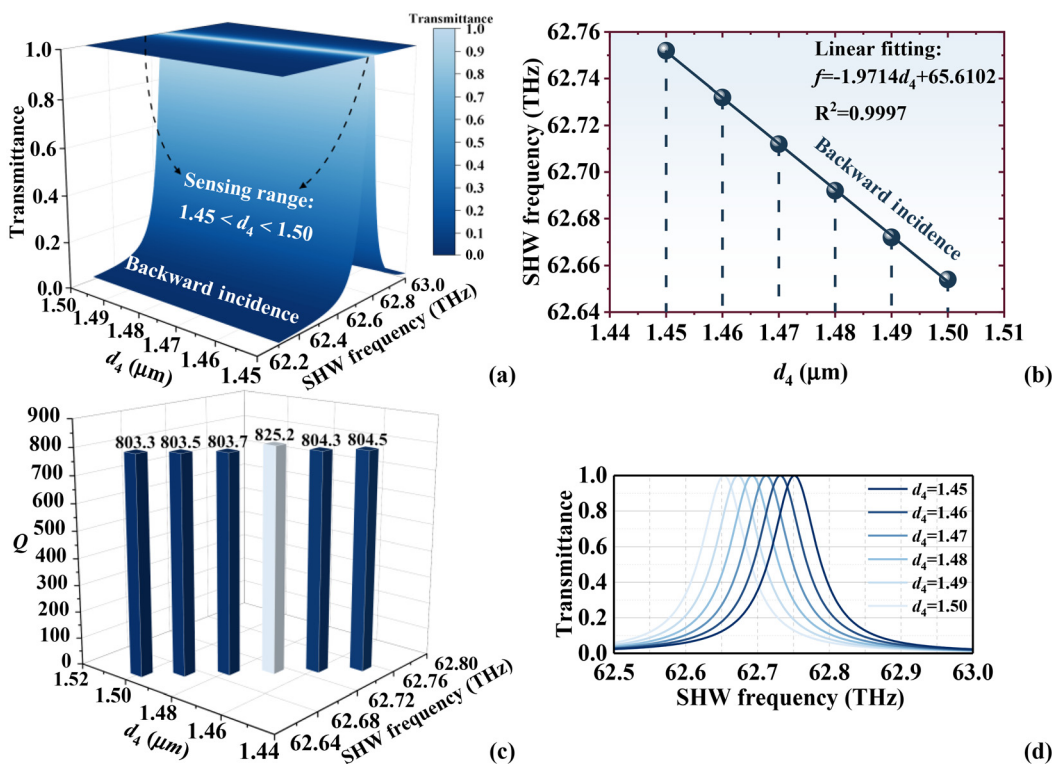 Transmittance
1.0
0.9
0.8
0.7
0.6
0.5
0.4
0.3
0.2
0.1
0.0
Transmittance
1.0
0.8
0.6
0.4
0.2
0.0
Sensing range:
1.45 < d4 < 1.50
Backward incidence
1.50
1.49
1.48
1.47
1.46
1.45
d4 (μm)
62.2
62.4
62.6
62.8
63.0
SHW frequency (THz)
(a)
SHW frequency (THz)
62.76
62.74
62.72
62.70
62.68
62.66
62.64
Linear fitting:
f=-1.9714d4+65.6102
R²=0.9997
Backward incidence
1.44 1.45 1.46 1.47 1.48 1.49 1.50 1.51
d4 (μm)
(b)
900
800
700
600
500
400
300
200
100
0
Q
803.3 803.5 803.7 825.2 804.3 804.5
1.52
1.50
1.48
1.46
1.44
d4 (μm)
62.64
62.68
62.72
62.76
62.80
SHW frequency (THz)
(c)
Transmittance
1.0
0.8
0.6
0.4
0.2
0.0
d4=1.45
d4=1.46
d4=1.47
d4=1.48
d4=1.49
d4=1.50
62.5 62.6 62.7 62.8 62.9 63.0
SHW frequency (THz)
(d)